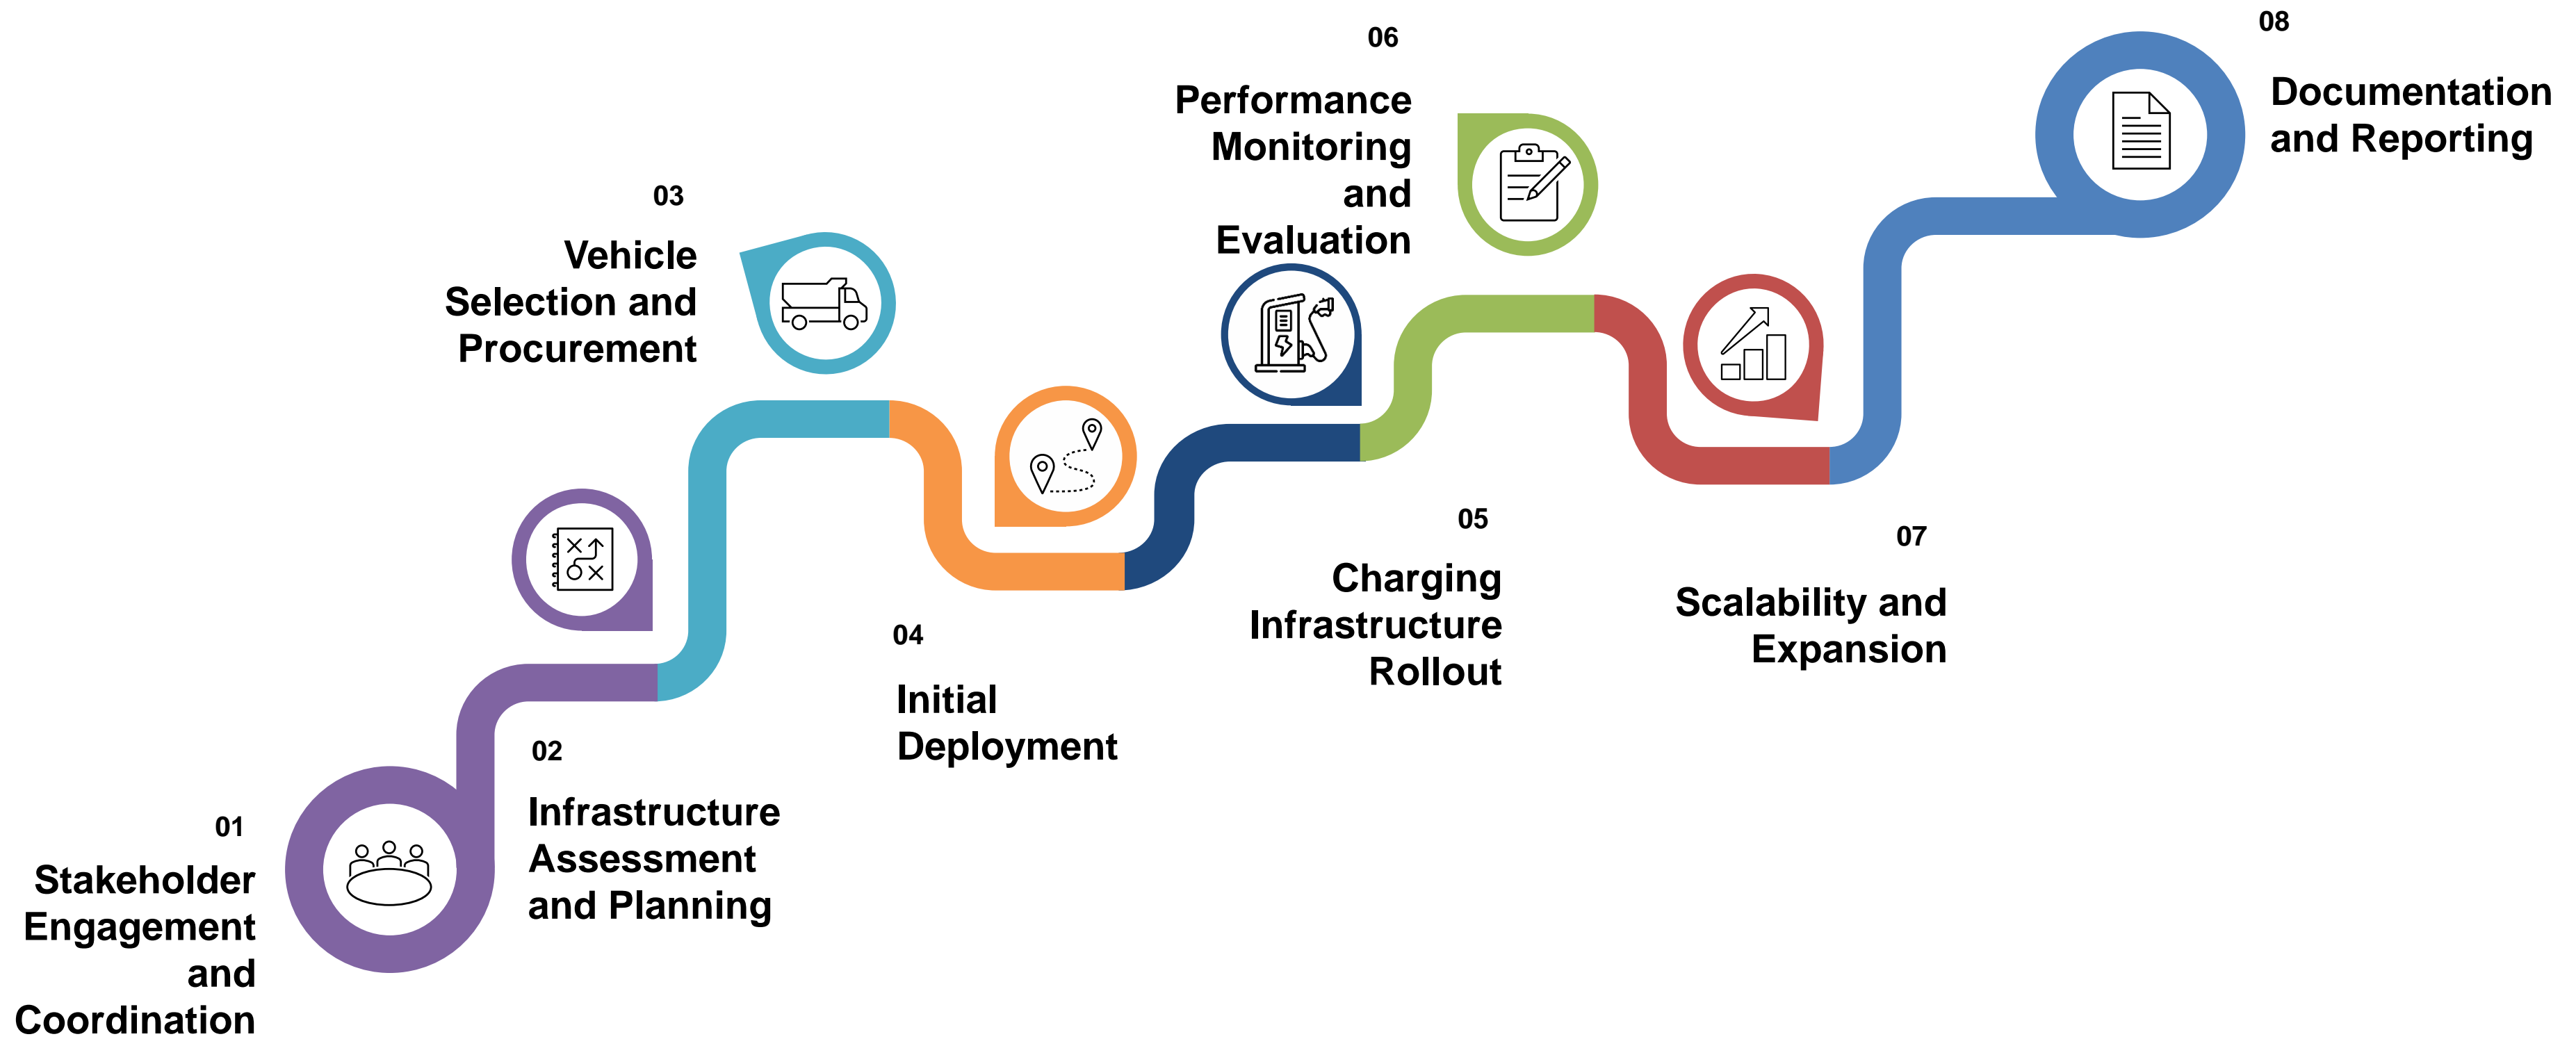 01
Stakeholder
Engagement
and
Coordination
02
Infrastructure
Assessment
and Planning
03
Vehicle
Selection and
Procurement
04
Initial
Deployment
05
Charging
Infrastructure
Rollout
06
Performance
Monitoring
and
Evaluation
07
Scalability and
Expansion
08
Documentation
and Reporting